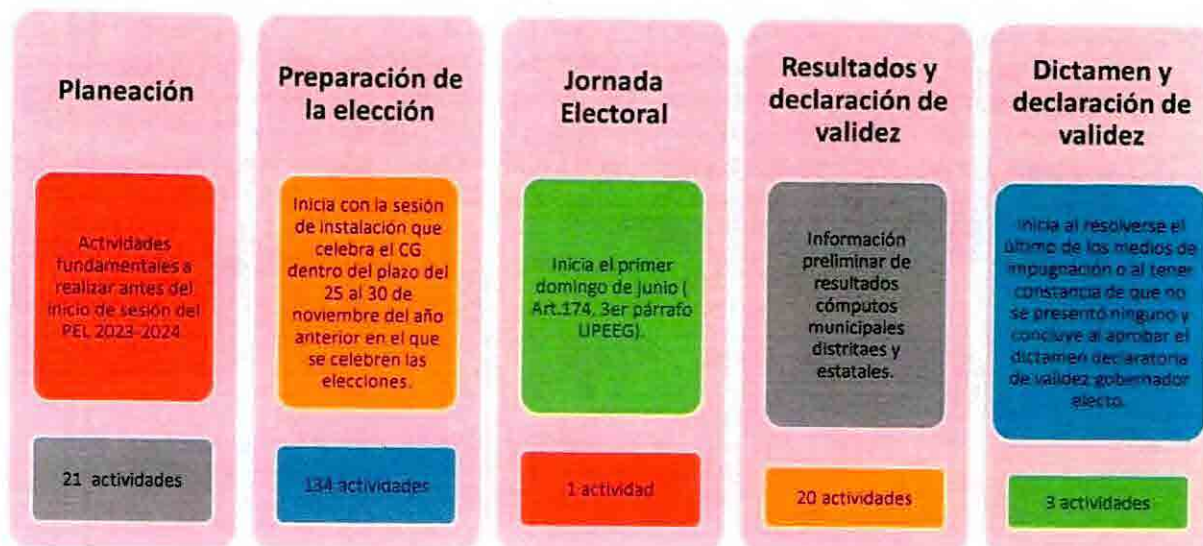 Planeación
Actividades
fundamentales a
realizar antes del
inicio de sesión del
PEL 2023-2024
21 actividades
Preparación de
la elección
Inicia con la sesión
de instalación que
celebra el CG
dentro del plazo del
25 al 30 de
noviembre del año
anterior en el que
se celebren las
elecciones.
134 actividades
Jornada
Electoral
Inicia el primer
domingo de junio (
Art.174, 3er párrafo
LIPEEG).
1 actividad
Resultados y
declaración de
validez
Información
preliminar de
resultados
cómputos
municipales
distritaes y
estatales.
20 actividades
Dictamen y
declaración de
validez
Inicia al resolverse el
último de los medios de
impugnación o al tener
constancia de que no
se presentó ninguno y
concluye al aprobar el
dictamen declaratoria
de validez gobernador
electo.
3 actividades